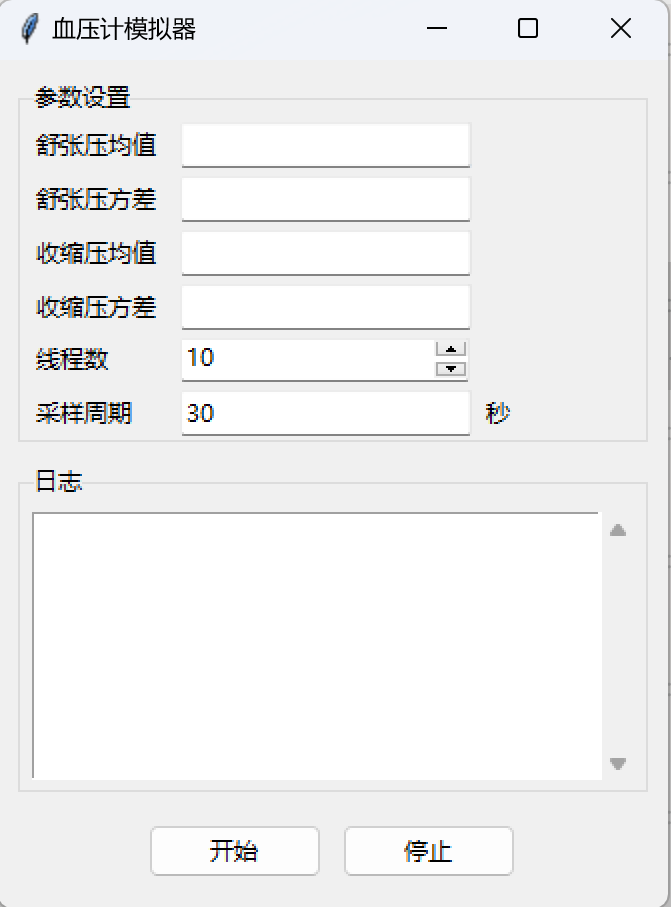 血压计模拟器
参数设置
舒张压均值
舒张压方差
收缩压均值
收缩压方差
线程数 10
采样周期 30 秒
日志
开始 停止